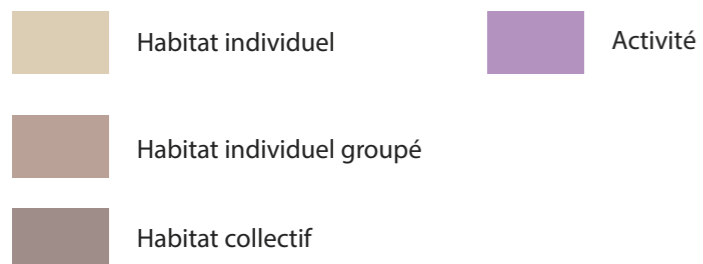 Habitat individuel
Activité
Habitat individuel groupé
Habitat collectif